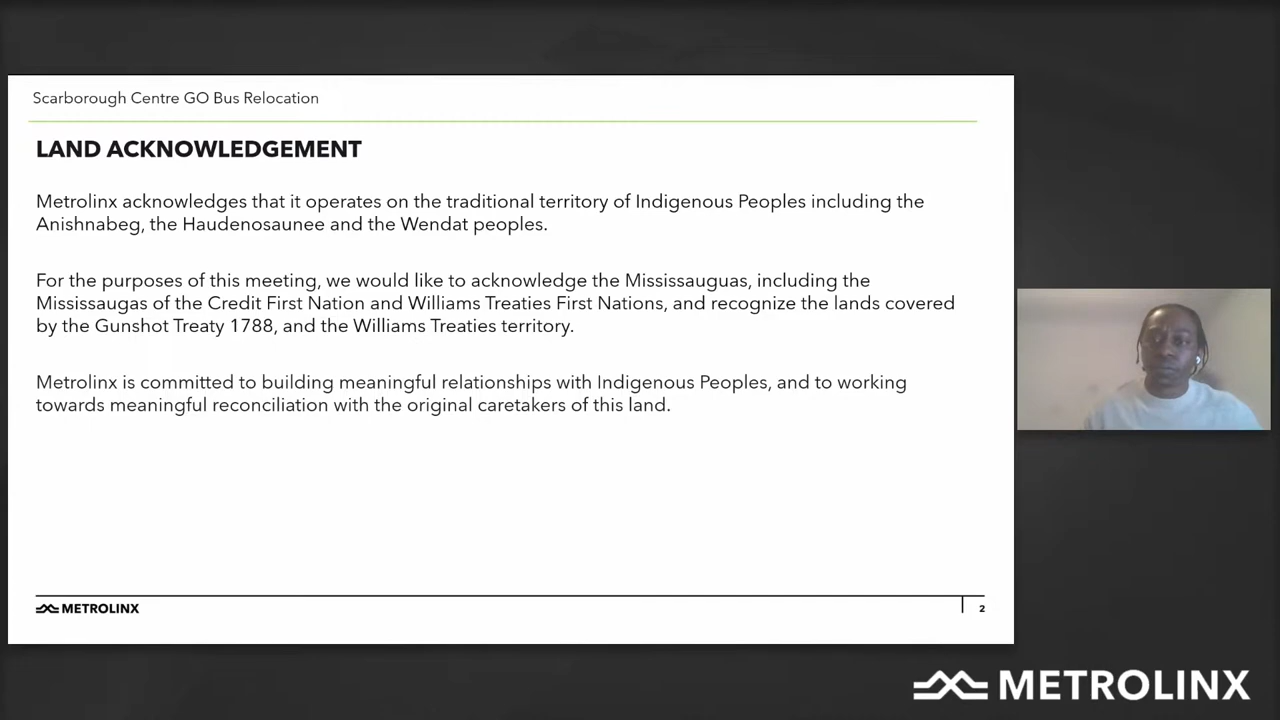 Scarborough Centre GO Bus Relocation
LAND ACKNOWLEDGEMENT
Metrolinx acknowledges that it operates on the traditional territory of Indigenous Peoples including the
Anishnabeg, the Haudenosaunee and the Wendat peoples.
For the purposes of this meeting, we would like to acknowledge the Mississauguas, including the
Mississaugas of the Credit First Nation and Williams Treaties First Nations, and recognize the lands covered
by the Gunshot Treaty 1788, and the Williams Treaties territory.
Metrolinx is committed to building meaningful relationships with Indigenous Peoples, and to working
towards meaningful reconciliation with the original caretakers of this land.
METROLINX
2
METROLINX